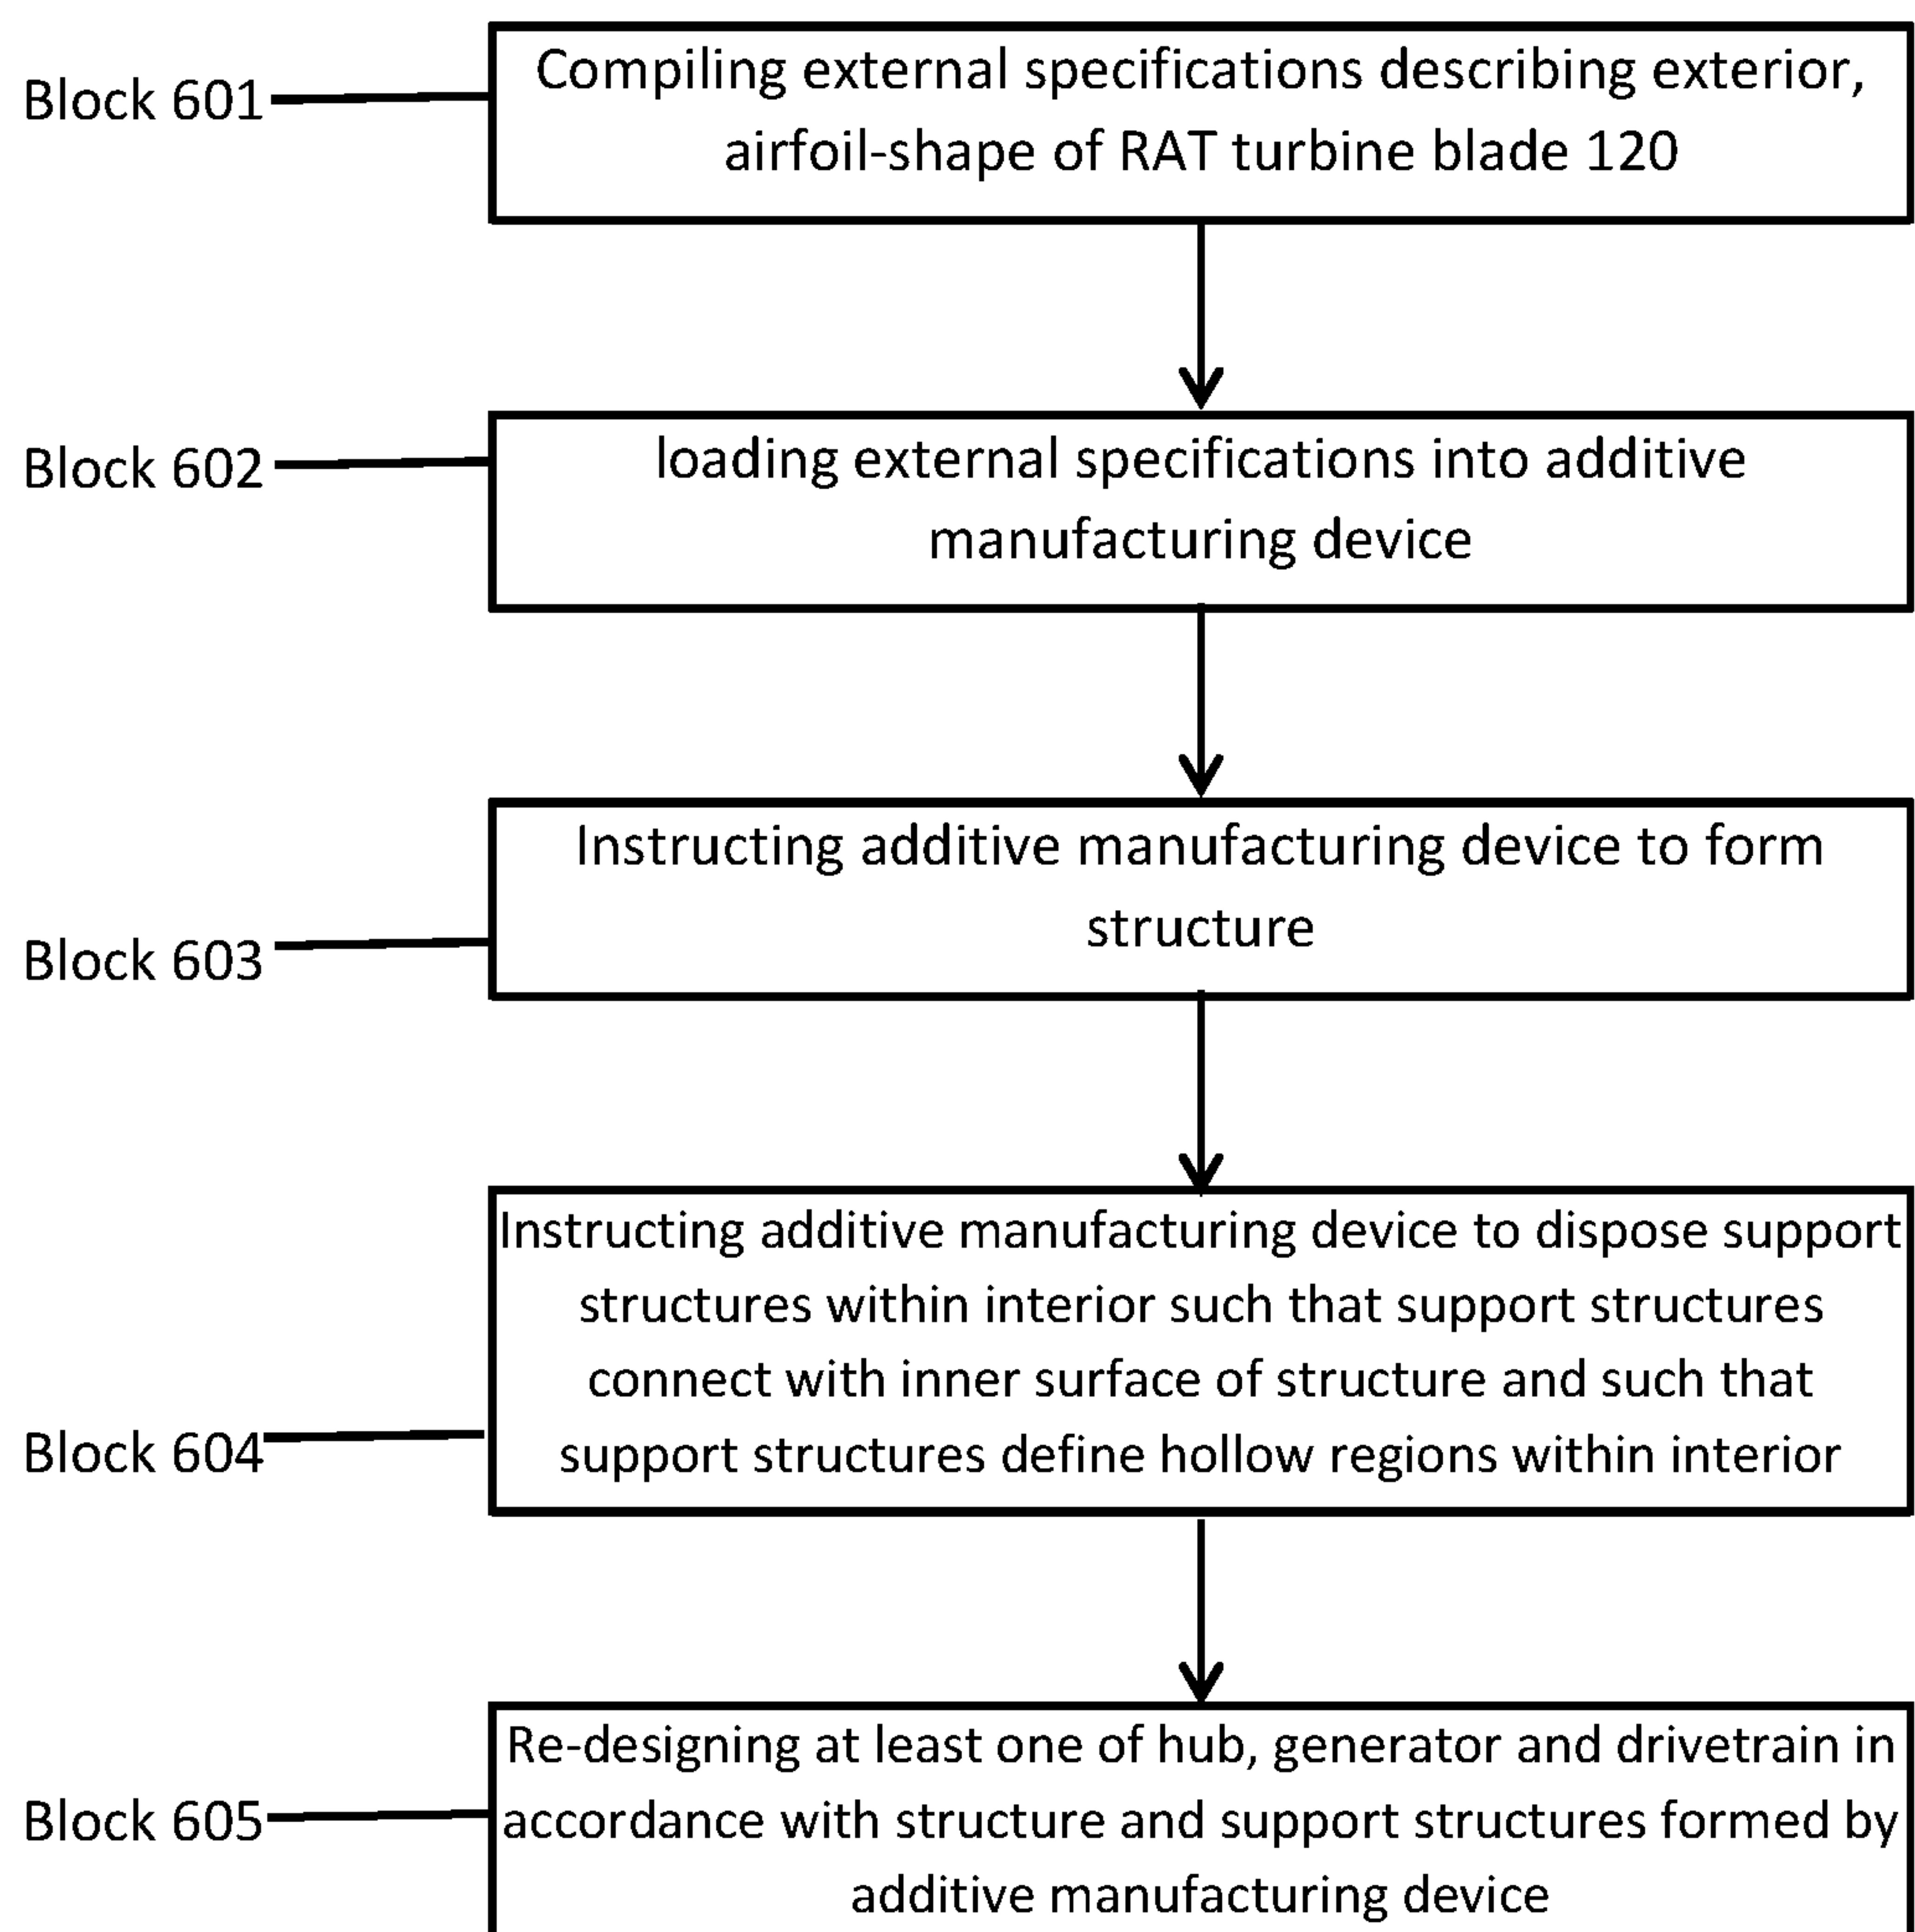 Block 601
Compiling external specifications describing exterior,
airfoil-shape of RAT turbine blade 120
Block 602
loading external specifications into additive
manufacturing device
Block 603
Instructing additive manufacturing device to form
structure
Block 604
Instructing additive manufacturing device to dispose support
structures within interior such that support structures
connect with inner surface of structure and such that
support structures define hollow regions within interior
Block 605
Re-designing at least one of hub, generator and drivetrain in
accordance with structure and support structures formed by
additive manufacturing device